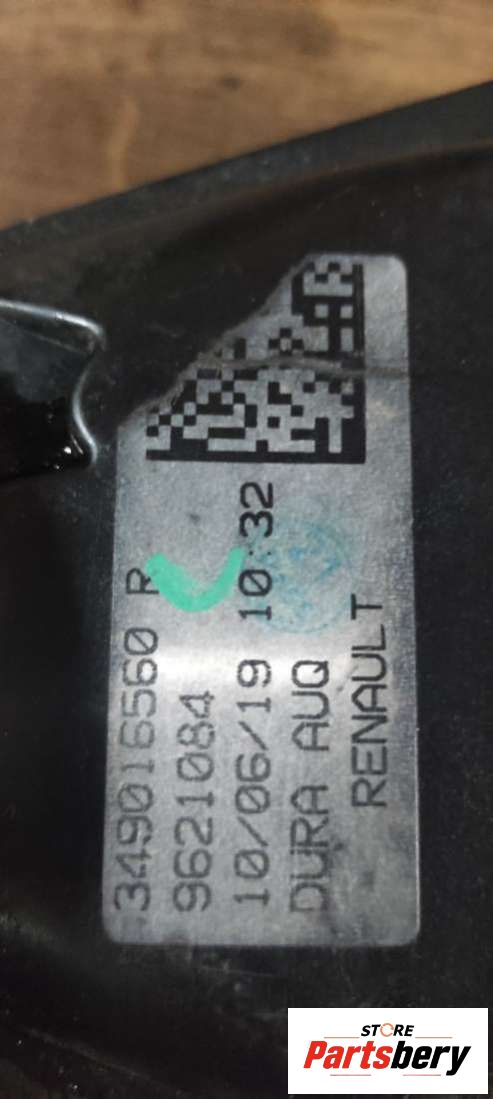 349016560 R
9621084
10/06/19 10:32
DURA AUQ
RENAULT
STORE
Partsbery